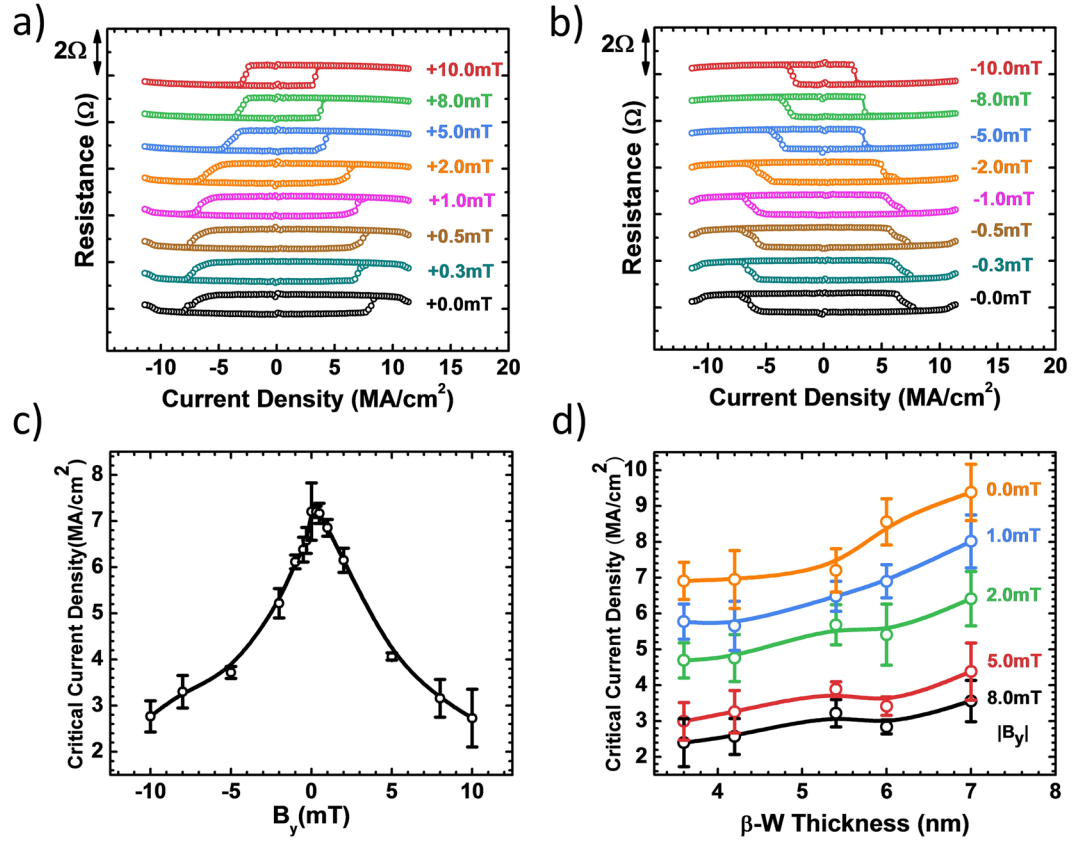 a)
2Ω
Resistance (Ω)
+10.0mT
+8.0mT
+5.0mT
+2.0mT
+1.0mT
+0.5mT
+0.3mT
+0.0mT
-10 -5 0 5 10 15 20
Current Density (MA/cm²)
b)
2Ω
Resistance (Ω)
-10.0mT
-8.0mT
-5.0mT
-2.0mT
-1.0mT
-0.5mT
-0.3mT
-0.0mT
-10 -5 0 5 10 15 20
Current Density (MA/cm²)
c)
Critical Current Density(MA/cm²)
8
7
6
5
4
3
2
-10 -5 0 5 10
B_y(mT)
d)
Critical Current Density (MA/cm²)
10
9
8
7
6
5
4
3
2
0.0mT
1.0mT
2.0mT
5.0mT
8.0mT
|B_y|
4 5 6 7 8
β-W Thickness (nm)